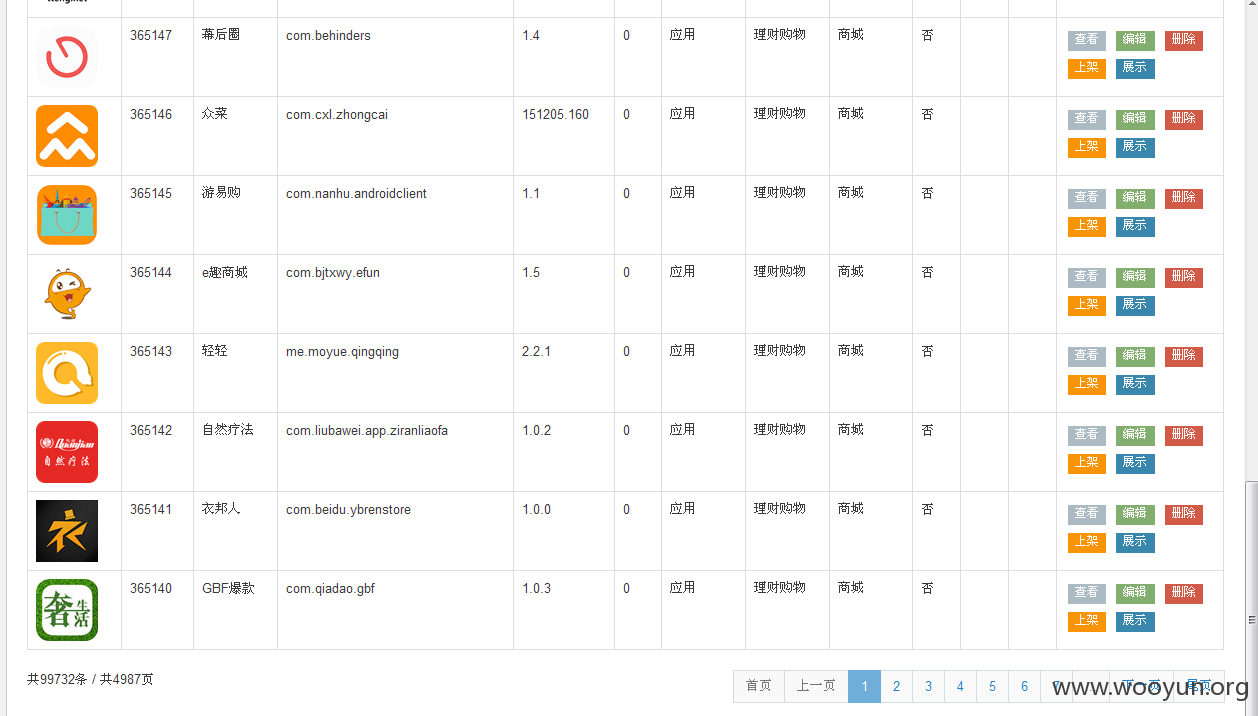 365147 幕后圈 com.behinders 1.4 0 应用 理财购物 商城 否 查看 编辑 删除
上架 展示
365146 众菜 com.cxl.zhongcai 151205.160 0 应用 理财购物 商城 否 查看 编辑 删除
上架 展示
365145 游易购 com.nanhu.androidclient 1.1 0 应用 理财购物 商城 否 查看 编辑 删除
上架 展示
365144 e趣商城 com.bjtxwy.efun 1.5 0 应用 理财购物 商城 否 查看 编辑 删除
上架 展示
365143 轻轻 me.moyue.qingqing 2.2.1 0 应用 理财购物 商城 否 查看 编辑 删除
上架 展示
Quanjian
自然疗法
365142 自然疗法 com.liubawei.app.ziranliaofa 1.0.2 0 应用 理财购物 商城 否 查看 编辑 删除
上架 展示
衣
365141 衣邦人 com.beidu.ybrenstore 1.0.0 0 应用 理财购物 商城 否 查看 编辑 删除
上架 展示
奢生活
365140 GBF爆款 com.qiadao.gbf 1.0.3 0 应用 理财购物 商城 否 查看 编辑 删除
上架 展示
共99732条 / 共4987页 首页 上一页 1 2 3 4 5 6 7 下一页 尾页
www.wooyun.org